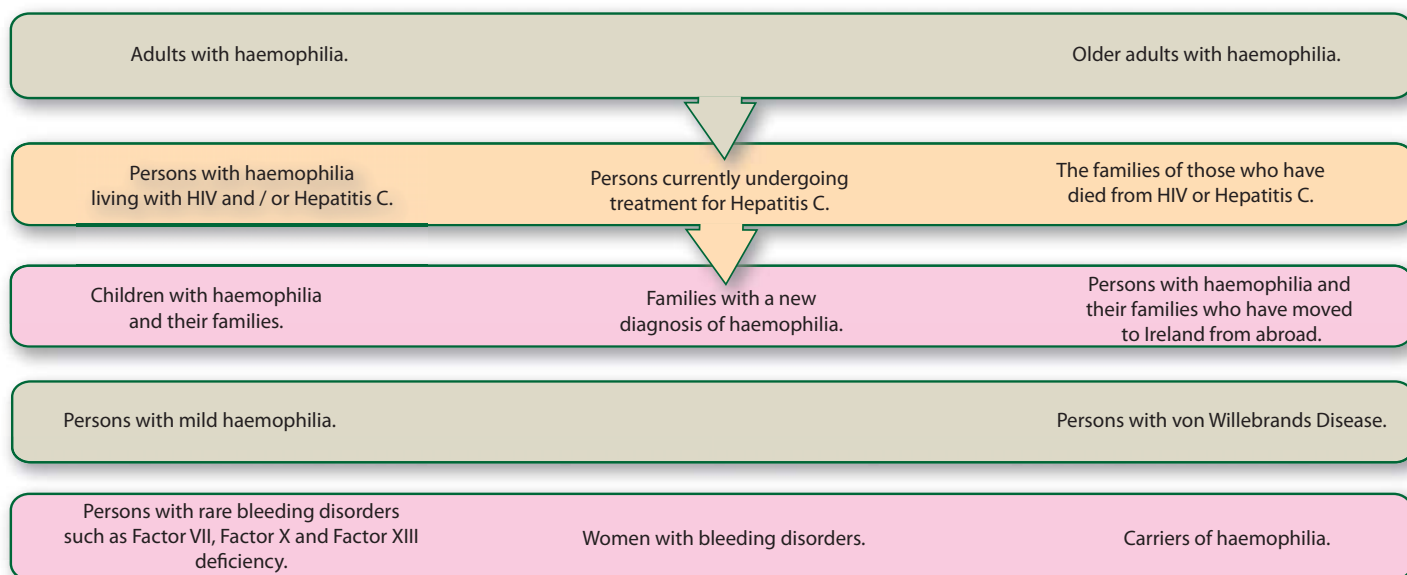 Adults with haemophilia.
Older adults with haemophilia.
Persons with haemophilia
living with HIV and / or Hepatitis C.
Persons currently undergoing
treatment for Hepatitis C.
The families of those who have
died from HIV or Hepatitis C.
Children with haemophilia
and their families.
Families with a new
diagnosis of haemophilia.
Persons with haemophilia and
their families who have moved
to Ireland from abroad.
Persons with mild haemophilia.
Persons with von Willebrands Disease.
Persons with rare bleeding disorders
such as Factor VII, Factor X and Factor XIII
deficiency.
Women with bleeding disorders.
Carriers of haemophilia.